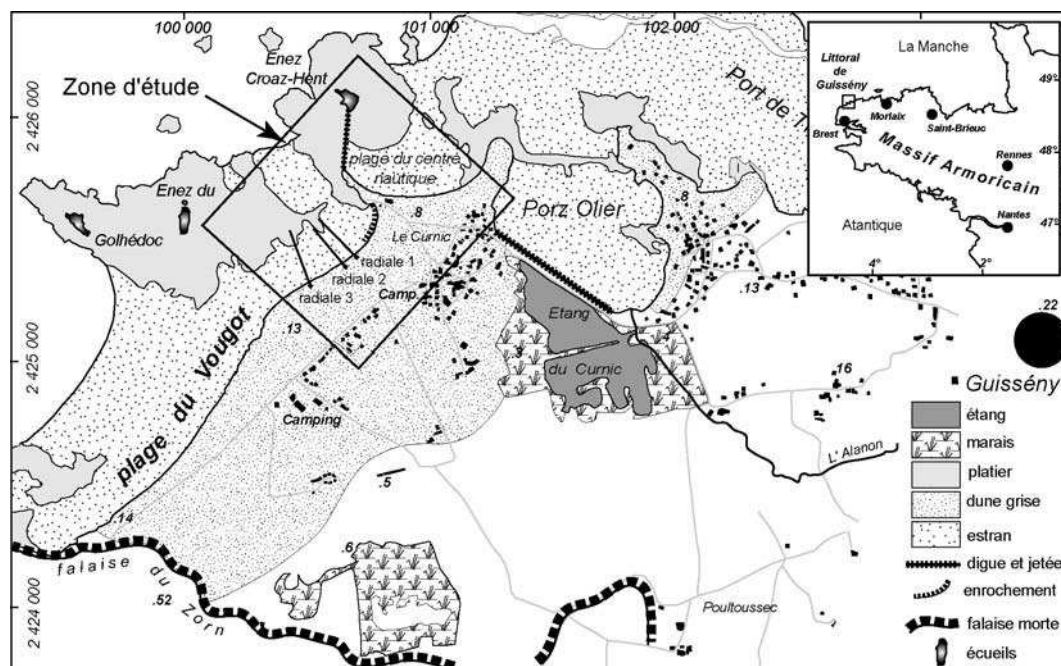 100 000
101 000
102 000
2 426 000
2 425 000
2 424 000
Zone d'étude
Enez
Croaz-Hent
plage du centre
nautique
Port de
Enez du
Golhédoc
.8
Le Curnic
Porz Olier
.8
radiale 1
radiale 2
radiale 3
Camp.
.13
.13
Etang
du Curnic
3
plage du Vougot
Camping
.16
L' Alanon
.5
.14
.6
falaise du Zorn
.52
Poultoussec
La Manche
Littoral
de
Guissény
49°
Morlaix
Brest
Saint-Brieuc
48°
Massif Armoricain
Rennes
Nantes
47°
Atantique
4°
2°
.22
Guissény
étang
marais
platier
dune grise
estran
digue et jetée
enrochement
falaise morte
écueils